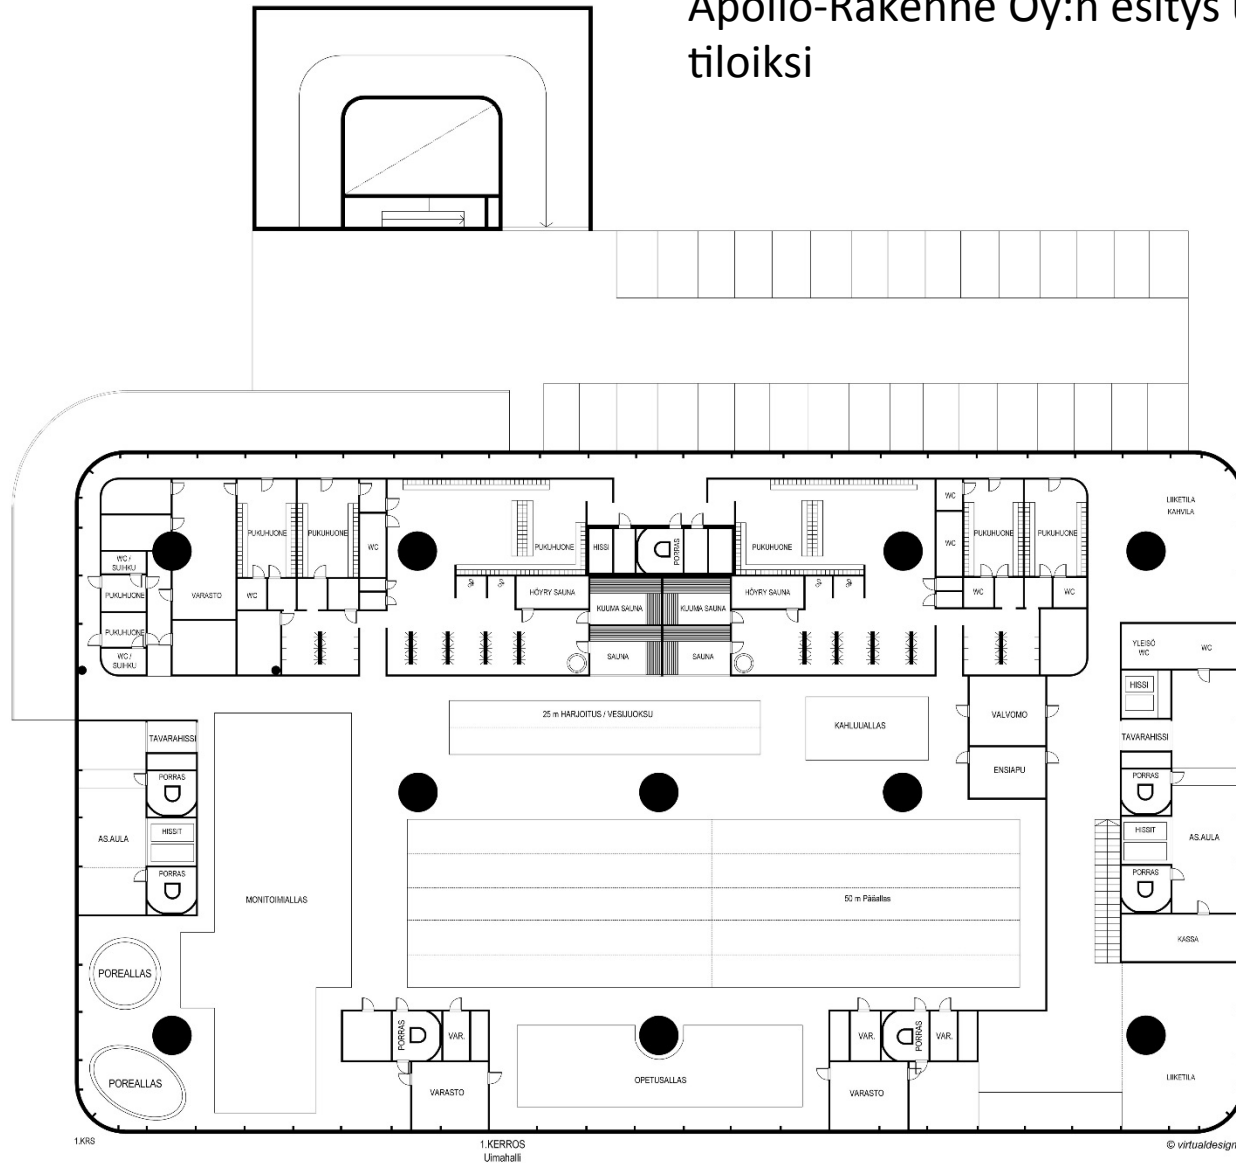 Apollo-Rakenne Oy:n esitys
tiloiksi
LIIKETILA
KAHVILA
WC
PUKUHUONE
PUKUHUONE
WC
PUKUHUONE
HISSI
PORRAS
PUKUHUONE
WC
PUKUHUONE
PUKUHUONE
WC /
SUIHKU
PUKUHUONE
VARASTO
WC
HÖYRY SAUNA
KUUMA SAUNA
KUUMA SAUNA
HÖYRY SAUNA
WC
WC
PUKUHUONE
WC /
SUIHKU
SAUNA
SAUNA
YLEISÖ
WC
WC
HISSI
25 m HARJOITUS / VESIJUOKSU
KAHLUUALLAS
VALVOMO
TAVARAHISSI
TAVARAHISSI
ENSIAPU
PORRAS
PORRAS
AS.AULA
HISSIT
HISSIT
AS.AULA
PORRAS
PORRAS
MONITOIMIALLAS
50 m Pääallas
KASSA
POREALLAS
PORRAS
VAR.
VAR.
PORRAS
VAR.
POREALLAS
VARASTO
OPETUSALLAS
VARASTO
LIIKETILA
1.KRS
1.KERROS
Uimahalli
© virtualdesign